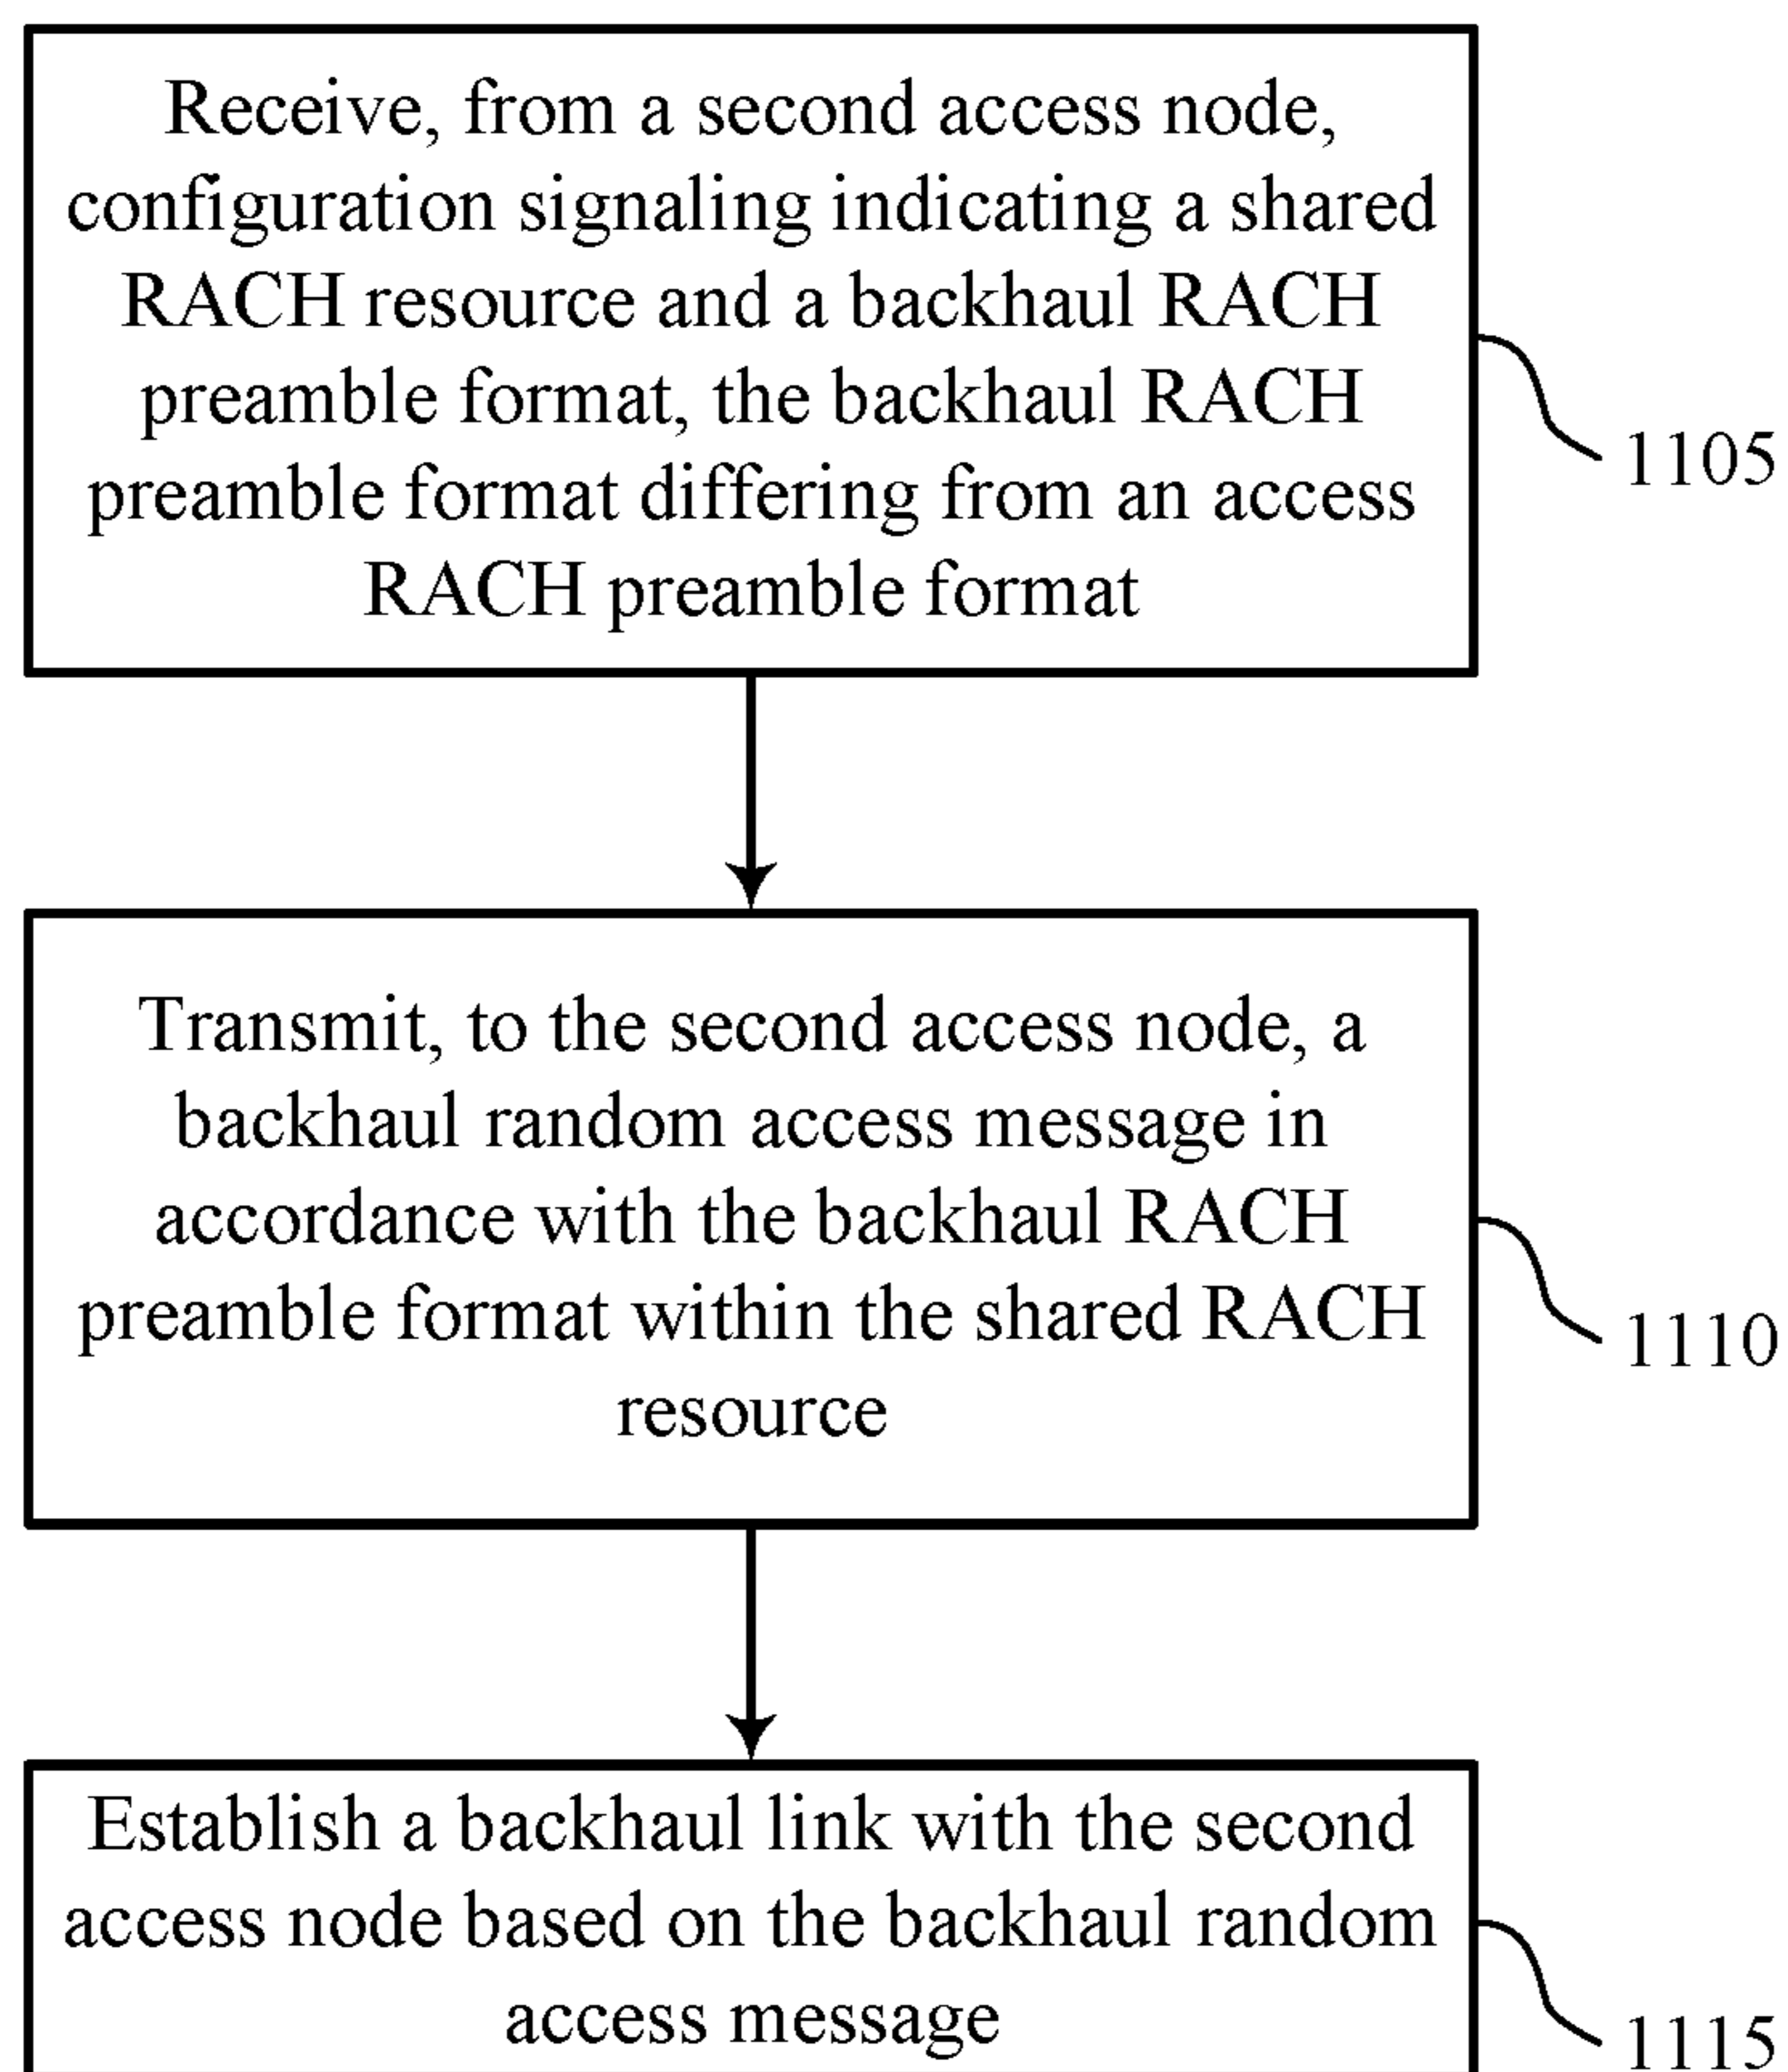 Receive, from a second access node,
configuration signaling indicating a shared
RACH resource and a backhaul RACH
preamble format, the backhaul RACH
preamble format differing from an access
RACH preamble format
1105
Transmit, to the second access node, a
backhaul random access message in
accordance with the backhaul RACH
preamble format within the shared RACH
resource
1110
Establish a backhaul link with the second
access node based on the backhaul random
access message
1115